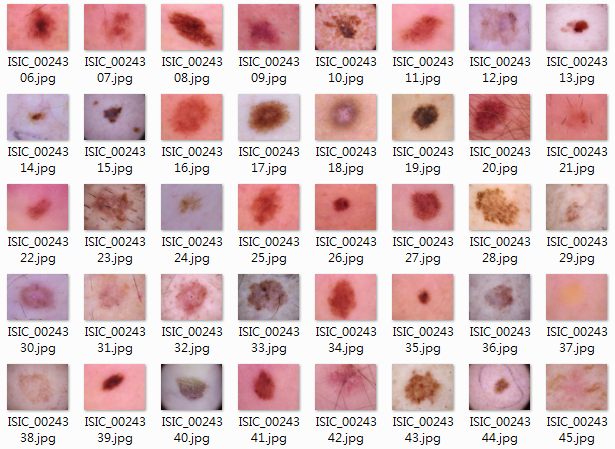 ISIC_00243 ISIC_00243 ISIC_00243 ISIC_00243 ISIC_00243 ISIC_00243 ISIC_00243 ISIC_00243
06.jpg 07.jpg 08.jpg 09.jpg 10.jpg 11.jpg 12.jpg 13.jpg
ISIC_00243 ISIC_00243 ISIC_00243 ISIC_00243 ISIC_00243 ISIC_00243 ISIC_00243 ISIC_00243
14.jpg 15.jpg 16.jpg 17.jpg 18.jpg 19.jpg 20.jpg 21.jpg
ISIC_00243 ISIC_00243 ISIC_00243 ISIC_00243 ISIC_00243 ISIC_00243 ISIC_00243 ISIC_00243
22.jpg 23.jpg 24.jpg 25.jpg 26.jpg 27.jpg 28.jpg 29.jpg
ISIC_00243 ISIC_00243 ISIC_00243 ISIC_00243 ISIC_00243 ISIC_00243 ISIC_00243 ISIC_00243
30.jpg 31.jpg 32.jpg 33.jpg 34.jpg 35.jpg 36.jpg 37.jpg
ISIC_00243 ISIC_00243 ISIC_00243 ISIC_00243 ISIC_00243 ISIC_00243 ISIC_00243 ISIC_00243
38.jpg 39.jpg 40.jpg 41.jpg 42.jpg 43.jpg 44.jpg 45.jpg